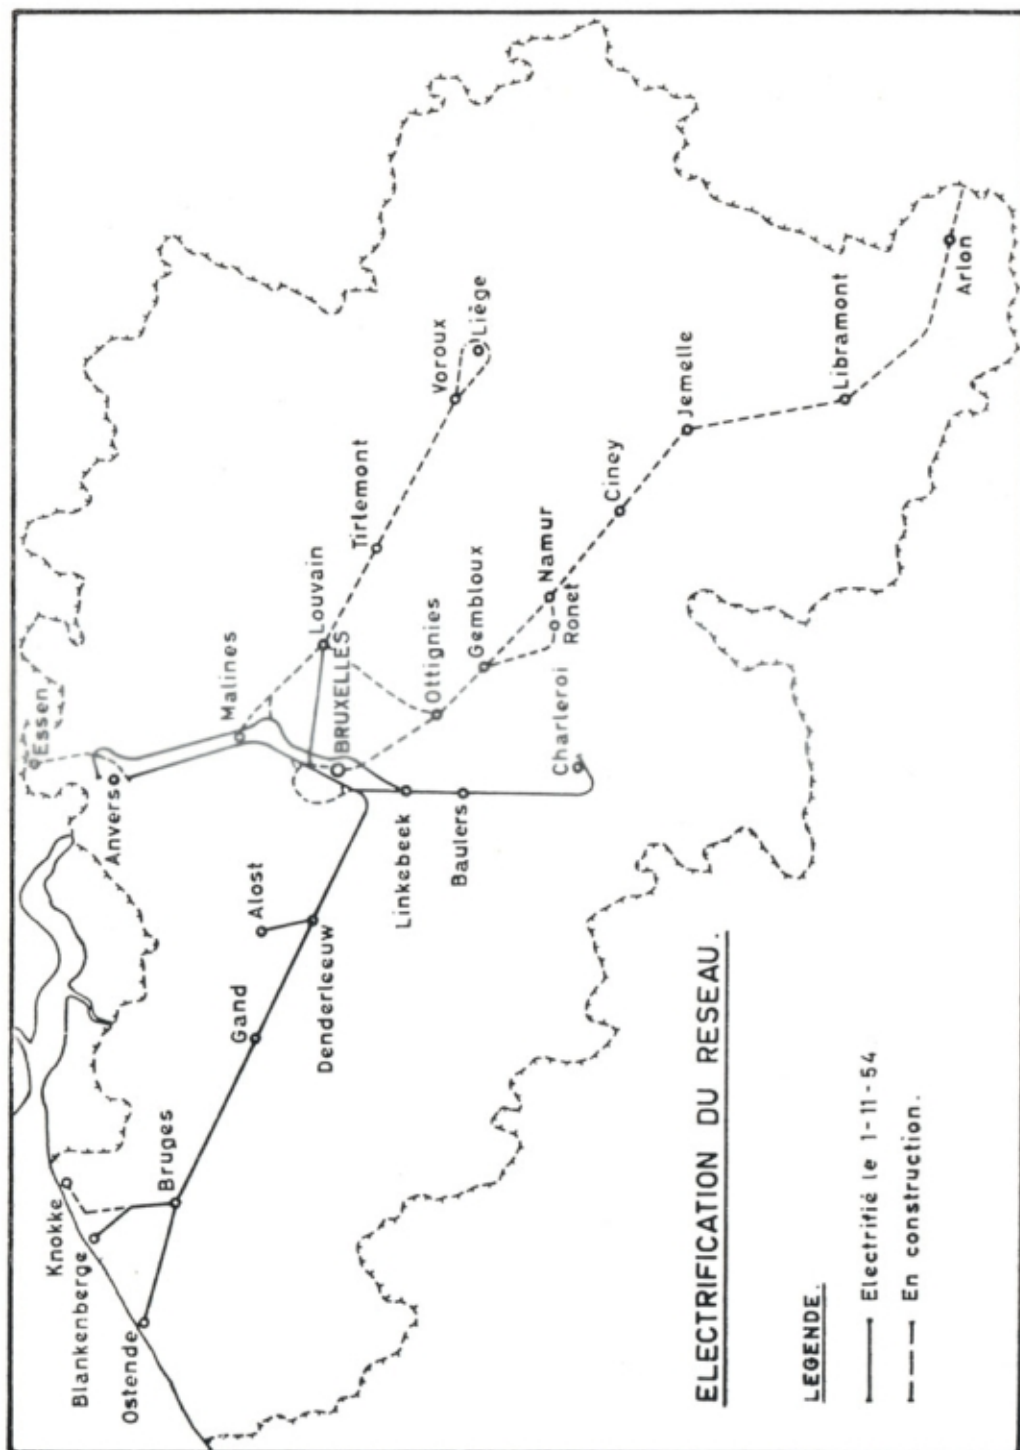 Essen
Knokke
Blankenberge
Ostende
Bruges
Gand
Alost
Denderleeuw
Anvers
Malines
Louvain
BRUXELLES
Tirlemont
Voroux
Liège
Linkebeek
Baulers
Ottignies
Gembloux
Charleroi
Ronet
Namur
Ciney
Jemelle
Libramont
Arlon
ELECTRIFICATION DU RESEAU.
LEGENDE.
Electrifié le 1-11-54
En construction.